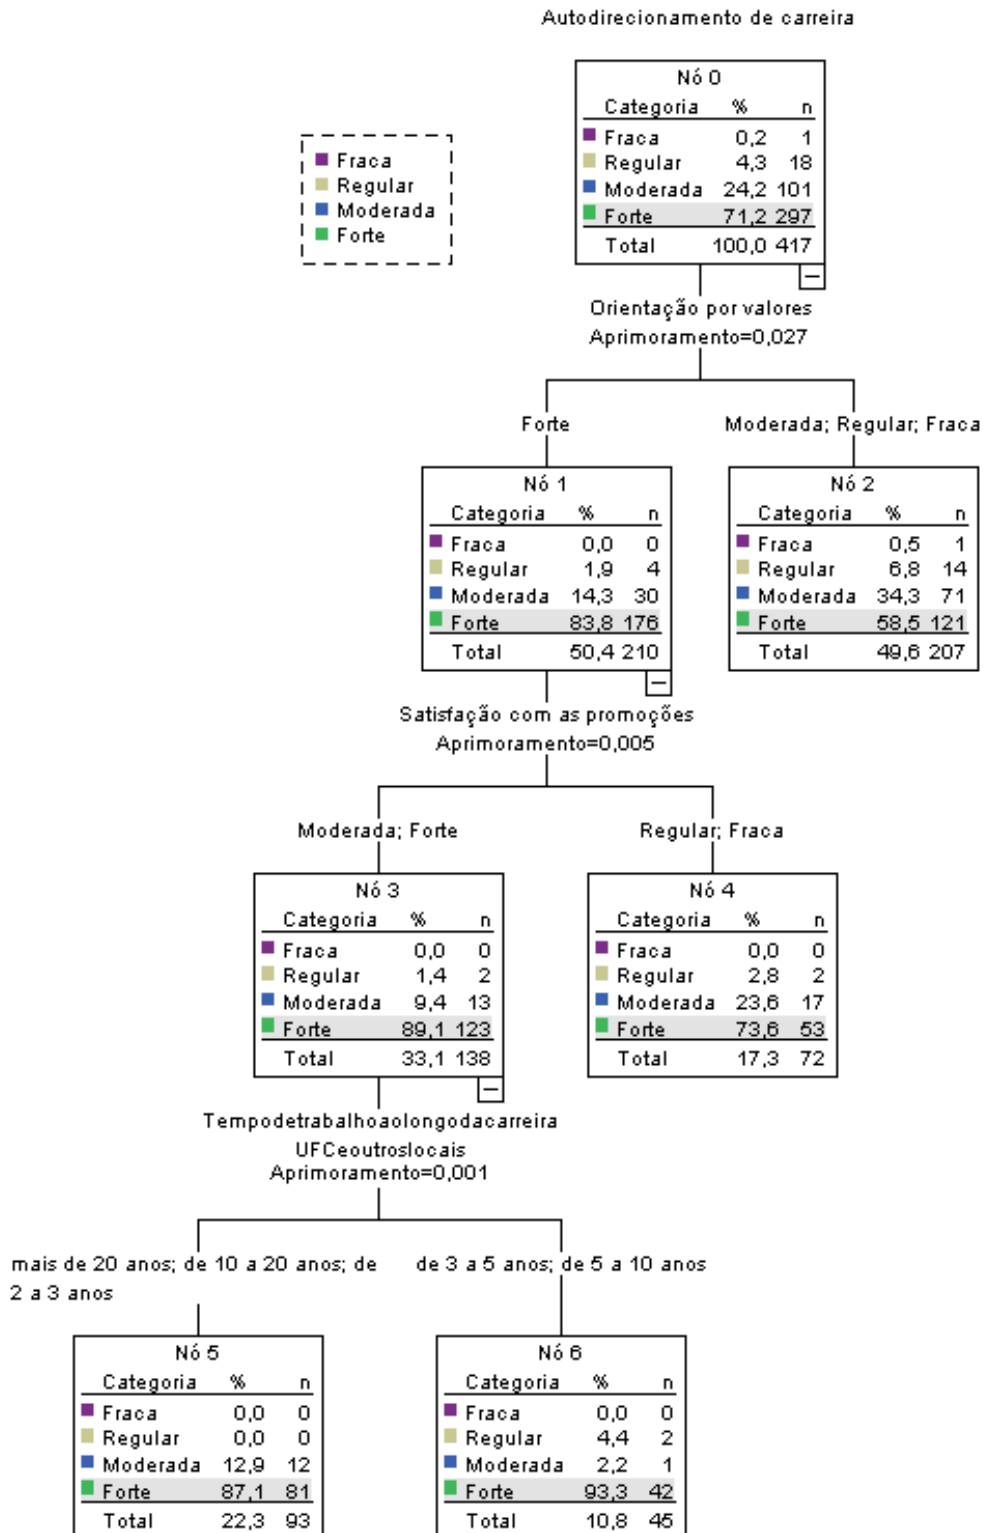 Autodirecionamento de carreira
Nó 0
Categoria % n
Fraca 0,2 1
Regular 4,3 18
Moderada 24,2 101
Forte 71,2 297
Total 100,0 417
Fraca
Regular
Moderada
Forte
Orientação por valores
Aprimoramento=0,027
Forte
Moderada; Regular; Fraca
Nó 1
Categoria % n
Fraca 0,0 0
Regular 1,9 4
Moderada 14,3 30
Forte 83,8 176
Total 50,4 210
Nó 2
Categoria % n
Fraca 0,5 1
Regular 6,8 14
Moderada 34,3 71
Forte 58,5 121
Total 49,6 207
Satisfação com as promoções
Aprimoramento=0,005
Moderada; Forte
Regular; Fraca
Nó 3
Categoria % n
Fraca 0,0 0
Regular 1,4 2
Moderada 9,4 13
Forte 89,1 123
Total 33,1 138
Nó 4
Categoria % n
Fraca 0,0 0
Regular 2,8 2
Moderada 23,6 17
Forte 73,6 53
Total 17,3 72
Tempodetrabalhoaolongodacarreira
UFCeoutroslocais
Aprimoramento=0,001
mais de 20 anos; de 10 a 20 anos; de
2 a 3 anos
de 3 a 5 anos; de 5 a 10 anos
Nó 5
Categoria % n
Fraca 0,0 0
Regular 0,0 0
Moderada 12,9 12
Forte 87,1 81
Total 22,3 93
Nó 6
Categoria % n
Fraca 0,0 0
Regular 4,4 2
Moderada 2,2 1
Forte 93,3 42
Total 10,8 45